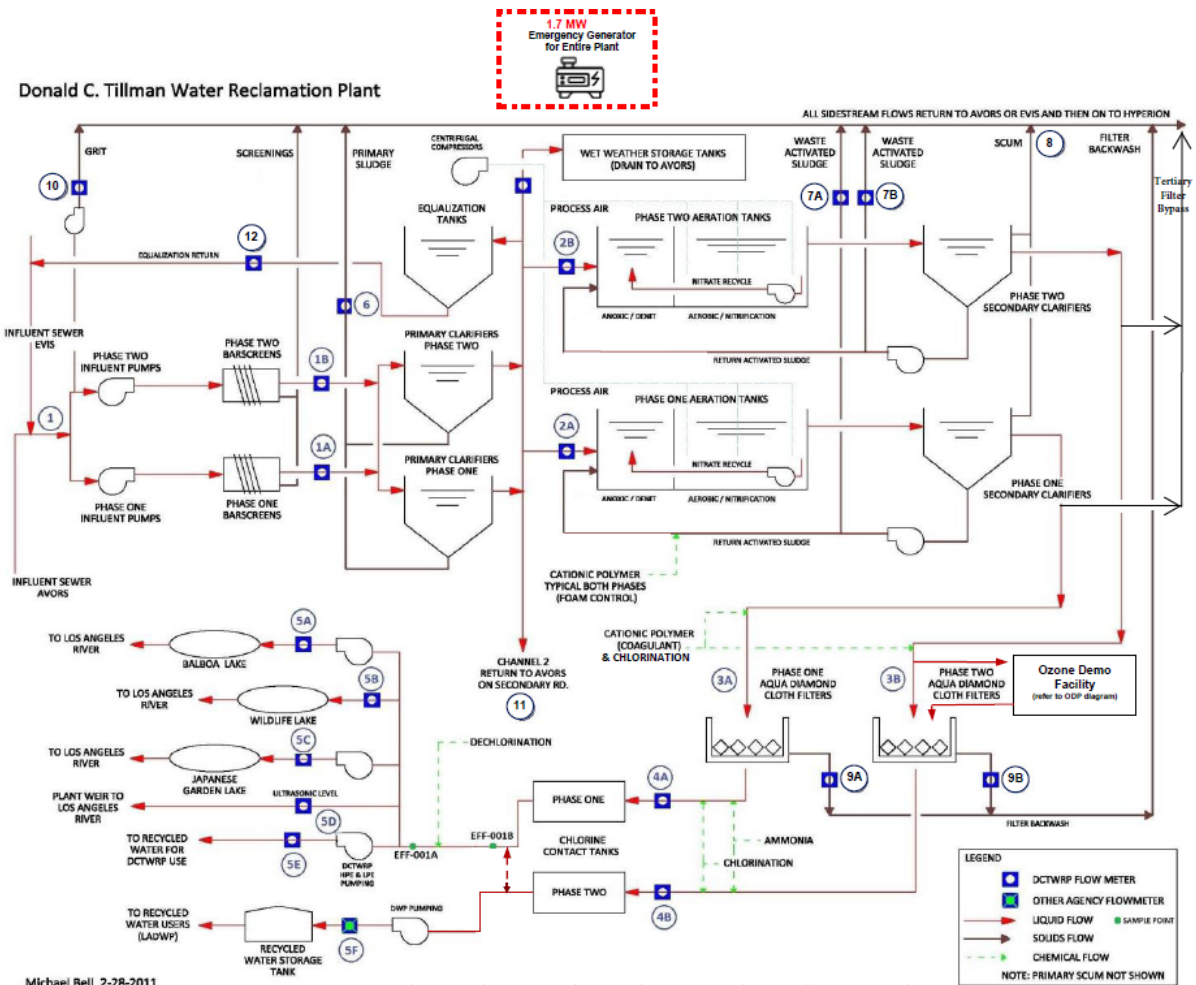 1.7 MW
Emergency Generator
for Entire Plant
Donald C. Tillman Water Reclamation Plant
ALL SIDESTREAM FLOWS RETURN TO AVORS OR EVIS AND THEN ON TO HYPERION
GRIT
SCREENINGS
PRIMARY
SLUDGE
CENTRIFUGAL
COMPRESSORS
WET WEATHER STORAGE TANKS
(DRAIN TO AVORS)
WASTE
ACTIVATED
SLUDGE
WASTE
ACTIVATED
SLUDGE
SCUM
8
FILTER
BACKWASH
10
7A
7B
Tertiary
Filter
Bypass
EQUALIZATION
TANKS
PROCESS AIR
PHASE TWO AERATION TANKS
12
EQUALIZATION RETURN
2B
NITRATE RECYCLE
ANOXIC / DENIT
AEROBIC / NITRIFICATION
PHASE TWO
SECONDARY CLARIFIERS
6
INFLUENT SEWER
EVIS
PHASE TWO
INFLUENT PUMPS
PHASE TWO
BARSCREENS
1B
PRIMARY CLARIFIERS
PHASE TWO
RETURN ACTIVATED SLUDGE
PROCESS AIR
PHASE ONE AERATION TANKS
1
2A
1A
PRIMARY CLARIFIERS
PHASE ONE
NITRATE RECYCLE
ANOXIC / DENIT
AEROBIC / NITRIFICATION
PHASE ONE
SECONDARY CLARIFIERS
PHASE ONE
INFLUENT PUMPS
PHASE ONE
BARSCREENS
RETURN ACTIVATED SLUDGE
INFLUENT SEWER
AVORS
CATIONIC POLYMER
TYPICAL BOTH PHASES
(FOAM CONTROL)
TO LOS ANGELES
RIVER
5A
BALBOA LAKE
CATIONIC POLYMER
(COAGULANT)
& CHLORINATION
CHANNEL 2
RETURN TO AVORS
ON SECONDARY RD.
11
3A
PHASE ONE
AQUA DIAMOND
CLOTH FILTERS
3B
PHASE TWO
AQUA DIAMOND
CLOTH FILTERS
Ozone Demo
Facility
(refer to ODP diagram)
TO LOS ANGELES
RIVER
5B
WILDLIFE LAKE
TO LOS ANGELES
RIVER
5C
JAPANESE
GARDEN LAKE
DECHLORINATION
9A
9B
PLANT WEIR TO
LOS ANGELES
RIVER
ULTRASONIC LEVEL
PHASE ONE
4A
FILTER BACKWASH
TO RECYCLED
WATER FOR
DCTWRP USE
5E
5D
DCTWRP
HPE & LPE
PUMPING
EFF-001A
EFF-001B
CHLORINE
CONTACT TANKS
AMMONIA
CHLORINATION
PHASE TWO
4B
TO RECYCLED
WATER USERS
(LADWP)
RECYCLED
WATER STORAGE
TANK
5F
DWP PUMPING
LEGEND
DCTWRP FLOW METER
OTHER AGENCY FLOWMETER
LIQUID FLOW
SAMPLE POINT
SOLIDS FLOW
CHEMICAL FLOW
NOTE: PRIMARY SCUM NOT SHOWN
Michael Bell 2-28-2011